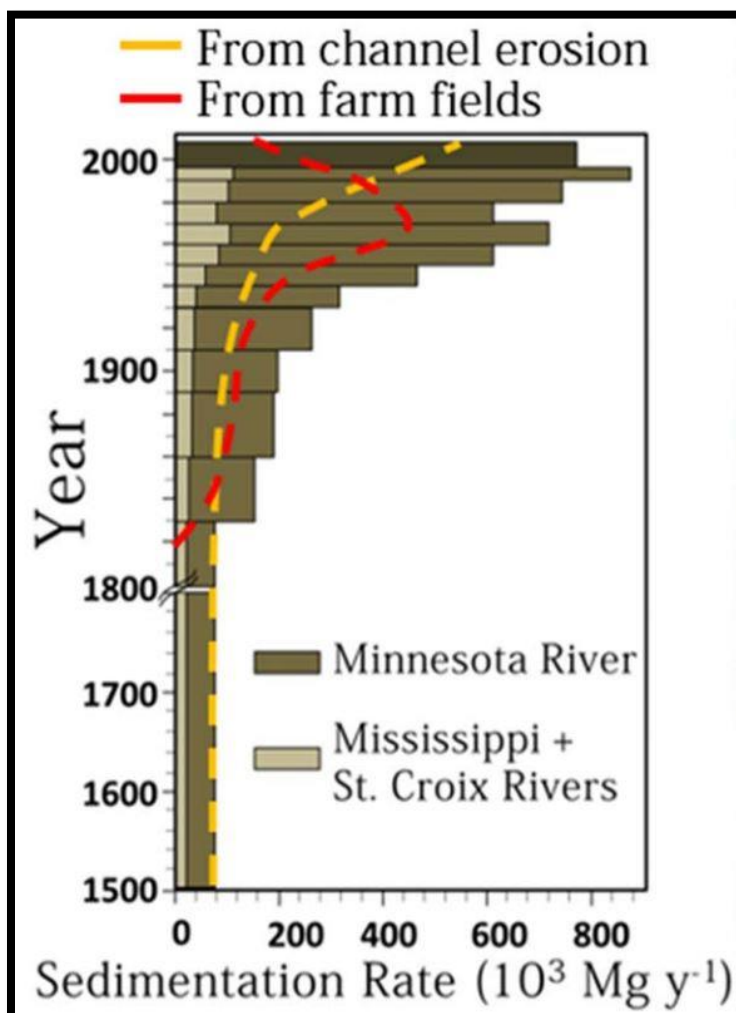 From channel erosion
From farm fields
2000
1900
1800
1700
1600
1500
Year
Minnesota River
Mississippi +
St. Croix Rivers
0 200 400 600 800
Sedimentation Rate (10³ Mg y⁻¹)